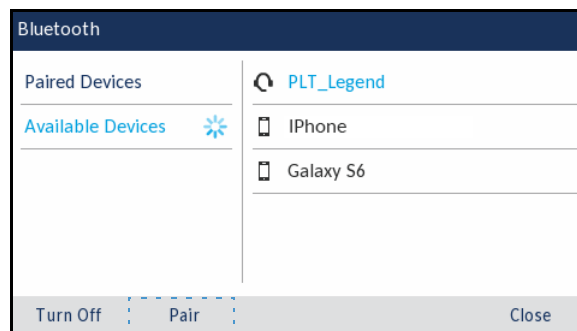 Bluetooth
Paired Devices
Available Devices
PLT_Legend
IPhone
Galaxy S6
Turn Off Pair Close